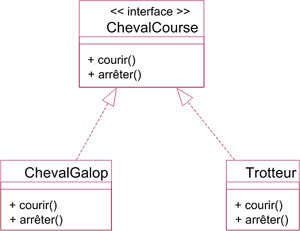 << interface >>
ChevalCourse
+ courir()
+ arrêter()
ChevalGalop
+ courir()
+ arrêter()
Trotteur
+ courir()
+ arrêter()